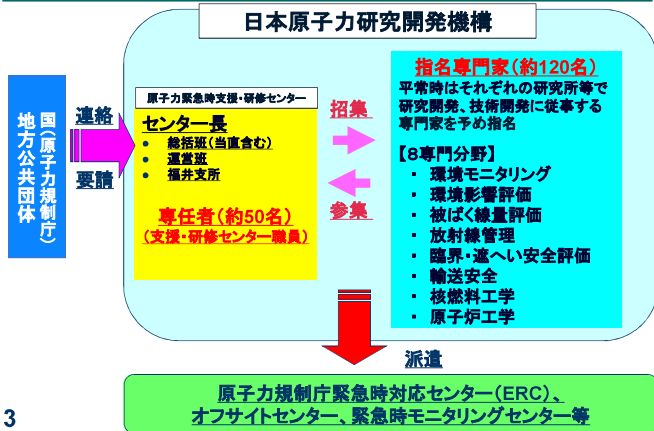 日本原子力研究開発機構
国(原子力規制庁)
地方公共団体
連絡
要請
原子力緊急時支援・研修センター
センター長
• 総括班(当直含む)
• 運営班
• 福井支所
専任者(約50名)
(支援・研修センター職員)
招集
参集
指名専門家(約120名)
平常時はそれぞれの研究所等で
研究開発、技術開発に従事する
専門家を予め指名
【8専門分野】
・ 環境モニタリング
・ 環境影響評価
・ 被ばく線量評価
・ 放射線管理
・ 臨界・遮へい安全評価
・ 輸送安全
・ 核燃料工学
・ 原子炉工学
派遣
原子力規制庁緊急時対応センター(ERC)、
オフサイトセンター、緊急時モニタリングセンター等
3